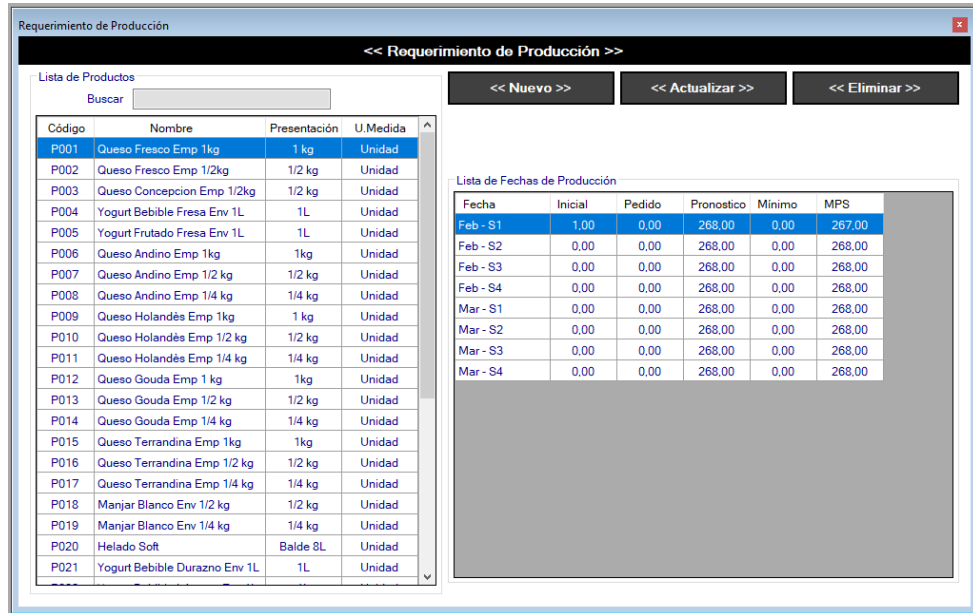 Requerimiento de Producción
<< Requerimiento de Producción >>
Lista de Productos
Buscar
<< Nuevo >> << Actualizar >> << Eliminar >>
Código Nombre Presentación U.Medida
P001 Queso Fresco Emp 1kg 1 kg Unidad
P002 Queso Fresco Emp 1/2kg 1/2 kg Unidad
P003 Queso Concepcion Emp 1/2kg 1/2 kg Unidad
P004 Yogurt Bebible Fresa Env 1L 1L Unidad
P005 Yogurt Frutado Fresa Env 1L 1L Unidad
P006 Queso Andino Emp 1kg 1kg Unidad
P007 Queso Andino Emp 1/2 kg 1/2 kg Unidad
P008 Queso Andino Emp 1/4 kg 1/4 kg Unidad
P009 Queso Holandès Emp 1kg 1 kg Unidad
P010 Queso Holandès Emp 1/2 kg 1/2 kg Unidad
P011 Queso Holandès Emp 1/4 kg 1/4 kg Unidad
P012 Queso Gouda Emp 1 kg 1kg Unidad
P013 Queso Gouda Emp 1/2 kg 1/2 kg Unidad
P014 Queso Gouda Emp 1/4 kg 1/4 kg Unidad
P015 Queso Terrandina Emp 1kg 1kg Unidad
P016 Queso Terrandina Emp 1/2 kg 1/2 kg Unidad
P017 Queso Terrandina Emp 1/4 kg 1/4 kg Unidad
P018 Manjar Blanco Env 1/2 kg 1/2 kg Unidad
P019 Manjar Blanco Env 1/4 kg 1/4 kg Unidad
P020 Helado Soft Balde 8L Unidad
P021 Yogurt Bebible Durazno Env 1L 1L Unidad
Lista de Fechas de Producción
Fecha Inicial Pedido Pronostico Mínimo MPS
Feb - S1 1,00 0,00 268,00 0,00 267,00
Feb - S2 0,00 0,00 268,00 0,00 268,00
Feb - S3 0,00 0,00 268,00 0,00 268,00
Feb - S4 0,00 0,00 268,00 0,00 268,00
Mar - S1 0,00 0,00 268,00 0,00 268,00
Mar - S2 0,00 0,00 268,00 0,00 268,00
Mar - S3 0,00 0,00 268,00 0,00 268,00
Mar - S4 0,00 0,00 268,00 0,00 268,00